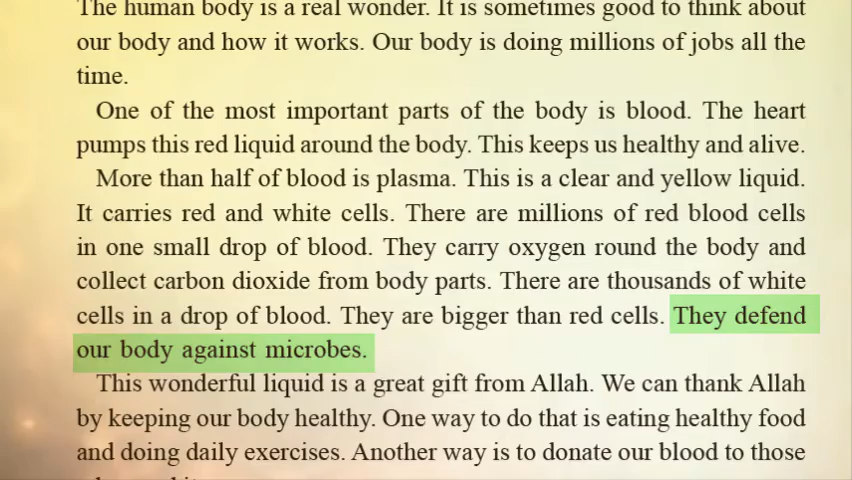 The human body is a real wonder. It is sometimes good to think about
our body and how it works. Our body is doing millions of jobs all the
time.
One of the most important parts of the body is blood. The heart
pumps this red liquid around the body. This keeps us healthy and alive.
More than half of blood is plasma. This is a clear and yellow liquid.
It carries red and white cells. There are millions of red blood cells
in one small drop of blood. They carry oxygen round the body and
collect carbon dioxide from body parts. There are thousands of white
cells in a drop of blood. They are bigger than red cells. They defend
our body against microbes.
This wonderful liquid is a great gift from Allah. We can thank Allah
by keeping our body healthy. One way to do that is eating healthy food
and doing daily exercises. Another way is to donate our blood to those